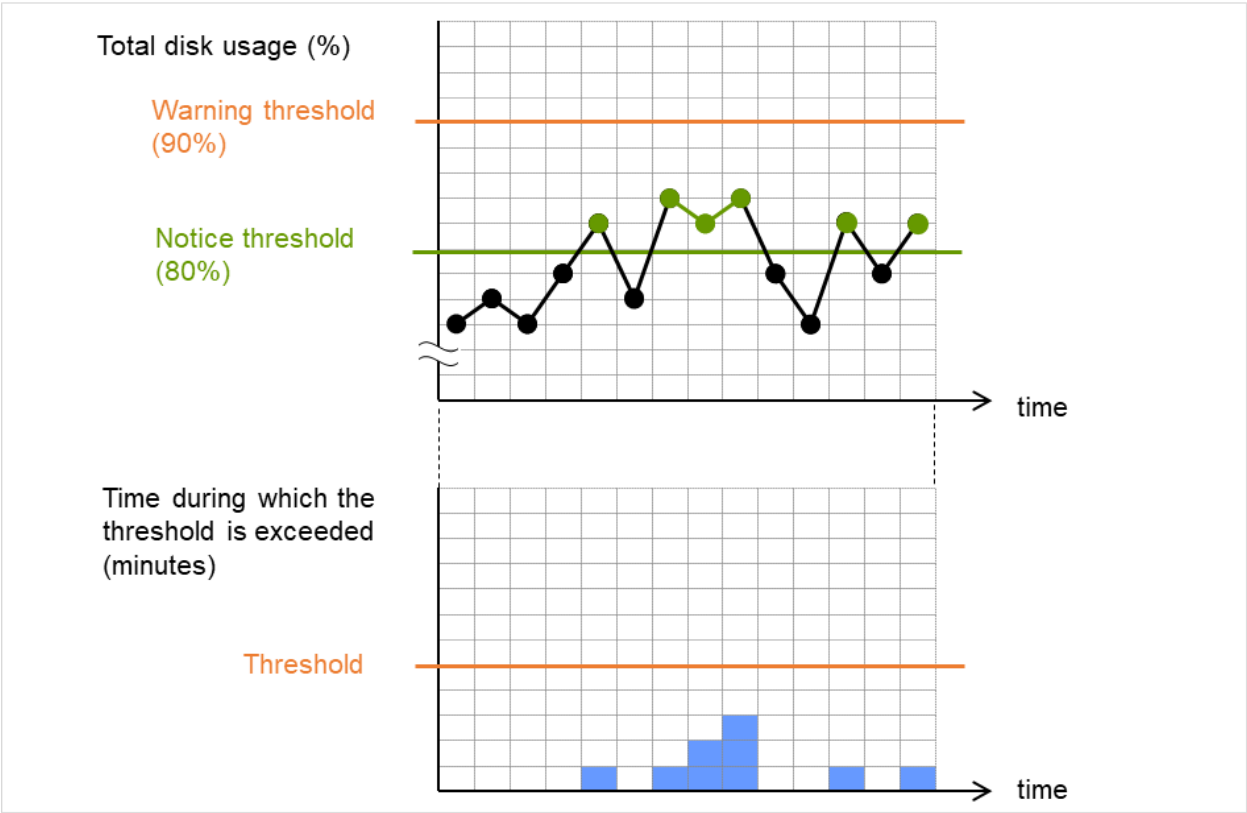 Total disk usage (%)
Warning threshold
(90%)
Notice threshold
(80%)
time
Time during which the
threshold is exceeded
(minutes)
Threshold
time